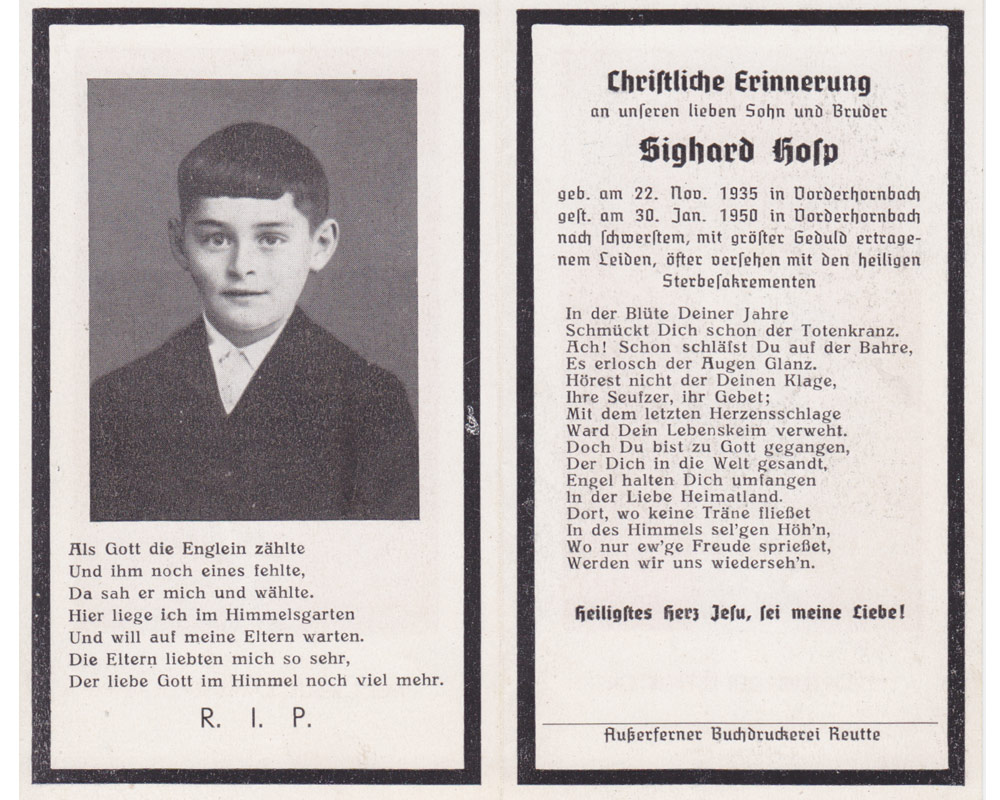 Als Gott die Englein zählte
Und ihm noch eines fehlte,
Da sah er mich und wählte.
Hier liege ich im Himmelsgarten
Und will auf meine Eltern warten.
Die Eltern liebten mich so sehr,
Der liebe Gott im Himmel noch viel mehr.
R. I. P.
Christliche Erinnerung
an unseren lieben Sohn und Bruder
Sighard Hosp
geb. am 22. Nov. 1935 in Vorderhornbach
gest. am 30. Jan. 1950 in Vorderhornbach
nach schwerstem, mit größter Geduld ertrage-
nem Leiden, öfter versehen mit den heiligen
Sterbesakrementen
In der Blüte Deiner Jahre
Schmückt Dich schon der Totenkranz.
Ach! Schon schläfst Du auf der Bahre,
Es erlosch der Augen Glanz.
Hörest nicht der Deinen Klage,
Ihre Seufzer, ihr Gebet;
Mit dem letzten Herzensschlage
Ward Dein Lebenskeim verweht.
Doch Du bist zu Gott gegangen,
Der Dich in die Welt gesandt,
Engel halten Dich umfangen
In der Liebe Heimatland.
Dort, wo keine Träne fließet
In des Himmels sel'gen Höh'n,
Wo nur ew'ge Freude sprießet,
Werden wir uns wiederseh'n.
Heiligstes Herz Jesu, sei meine Liebe!
Außerferner Buchdruckerei Reutte